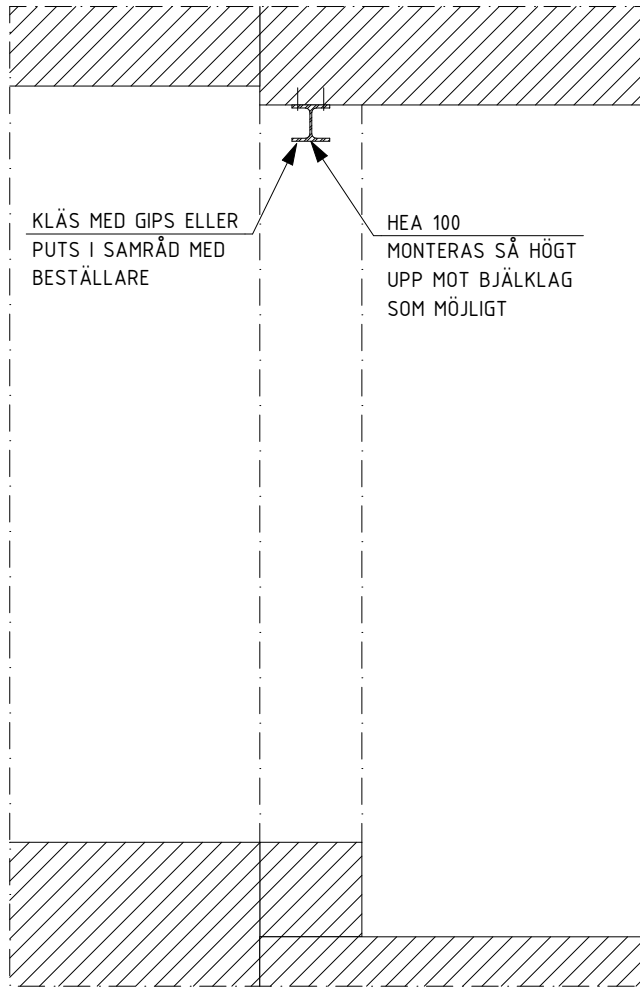 KLÄS MED GIPS ELLER
PUTS I SAMRÅD MED
BESTÄLLARE
HEA 100
MONTERAS SÅ HÖGT
UPP MOT BJÄLKLAG
SOM MÖJLIGT